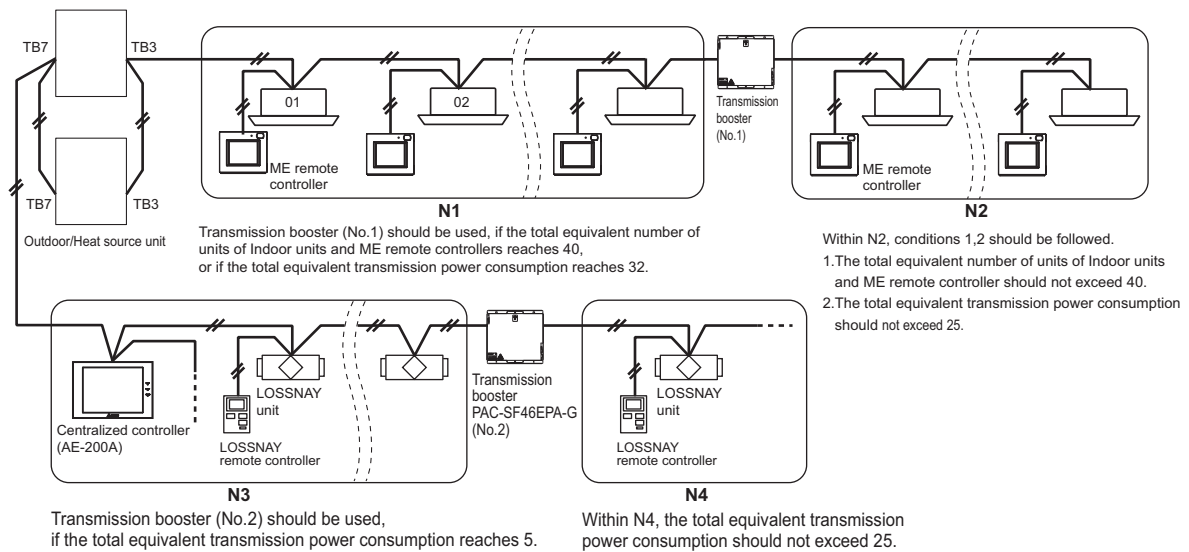 TB7
TB3
TB7
TB3
Outdoor/Heat source unit
01
02
ME remote
controller
N1
Transmission
booster
(No.1)
ME remote
controller
N2
Transmission booster (No.1) should be used, if the total equivalent number of
units of Indoor units and ME remote controllers reaches 40,
or if the total equivalent transmission power consumption reaches 32.
Within N2, conditions 1,2 should be followed.
1.The total equivalent number of units of Indoor units
and ME remote controller should not exceed 40.
2.The total equivalent transmission power consumption
should not exceed 25.
Centralized controller
(AE-200A)
LOSSNAY
unit
LOSSNAY
remote controller
N3
Transmission
booster
PAC-SF46EPA-G
(No.2)
LOSSNAY
unit
LOSSNAY
remote controller
N4
Transmission booster (No.2) should be used,
if the total equivalent transmission power consumption reaches 5.
Within N4, the total equivalent transmission
power consumption should not exceed 25.